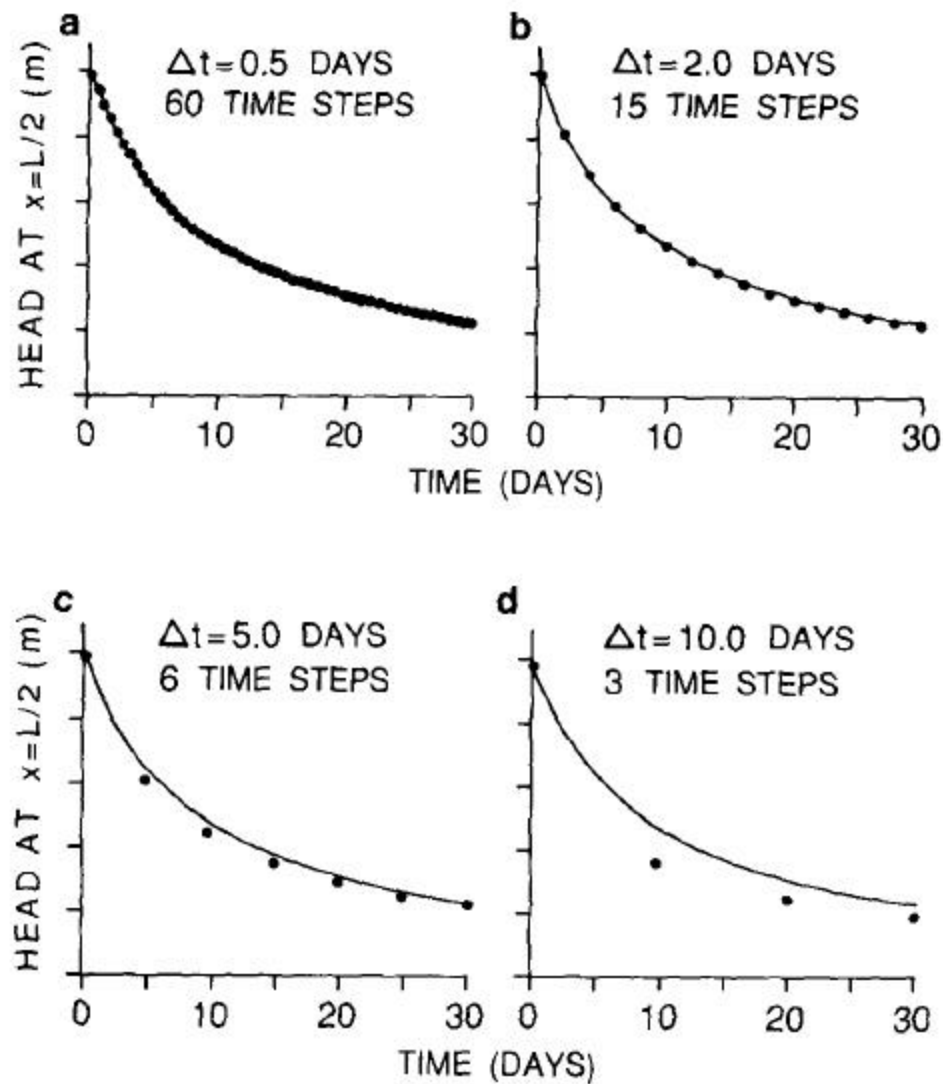 a
Δt=0.5 DAYS
60 TIME STEPS
b
Δt=2.0 DAYS
15 TIME STEPS
HEAD AT x=L/2 (m)
0 10 20 30
0 10 20 30
TIME (DAYS)
c
Δt=5.0 DAYS
6 TIME STEPS
d
Δt=10.0 DAYS
3 TIME STEPS
HEAD AT x=L/2 (m)
0 10 20 30
0 10 20 30
TIME (DAYS)